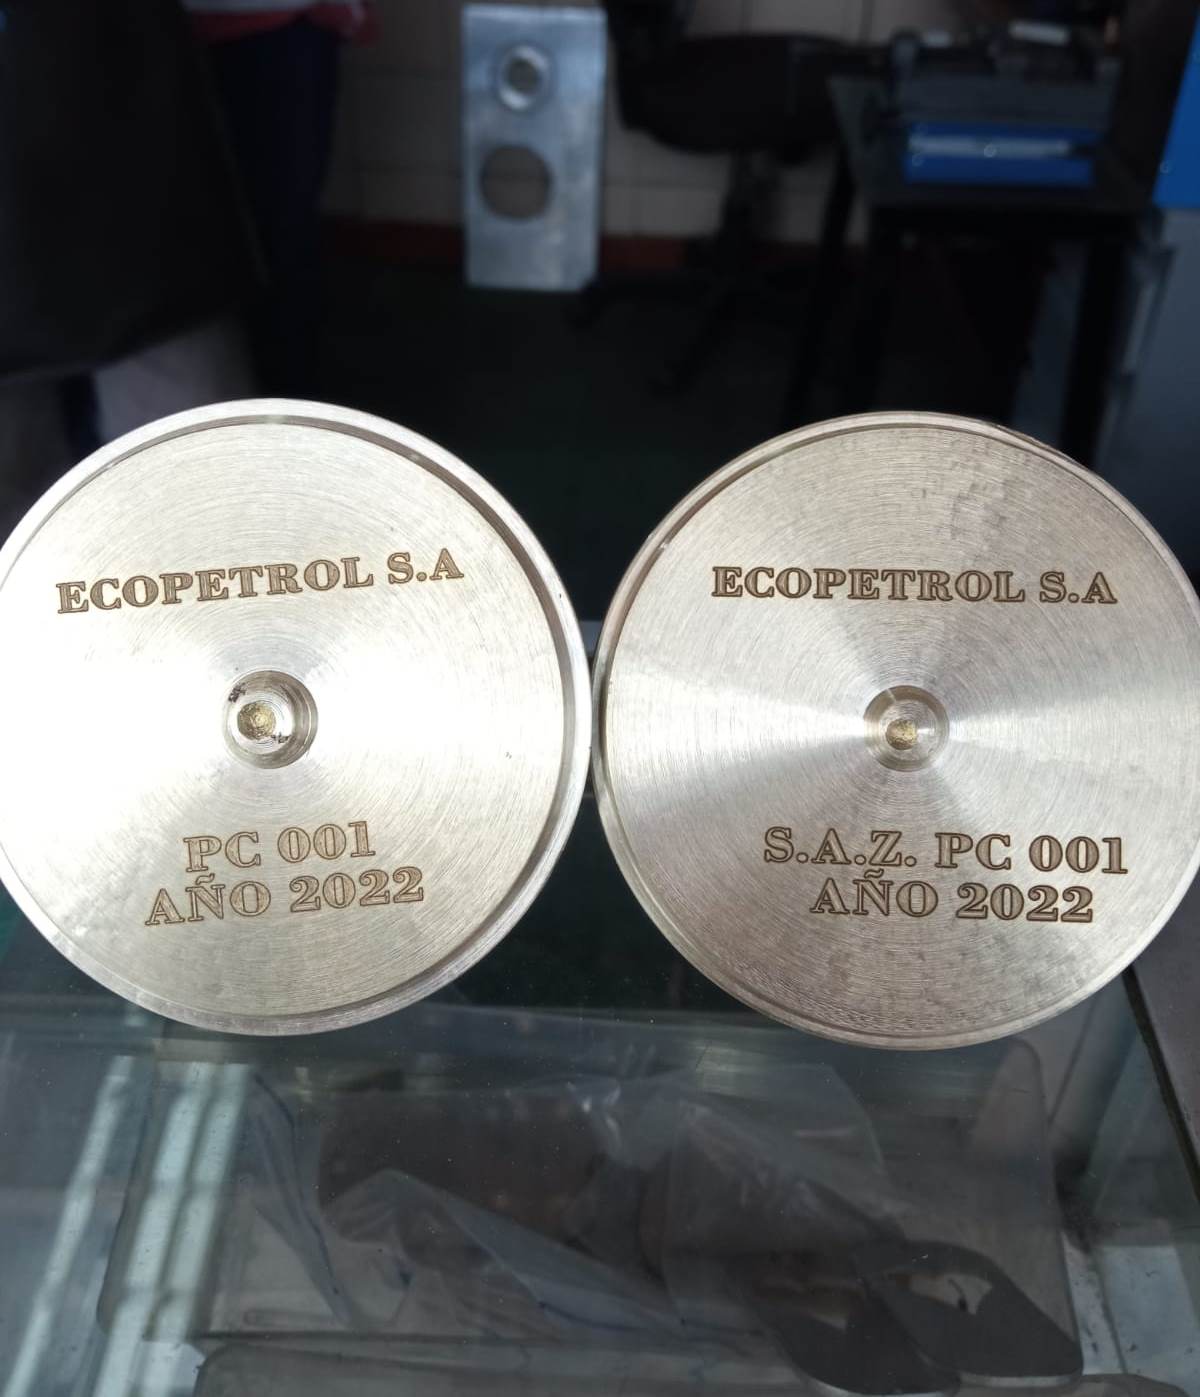 ECOPETROL S.A
PC 001
AÑO 2022
ECOPETROL S.A
S.A.Z. PC 001
AÑO 2022